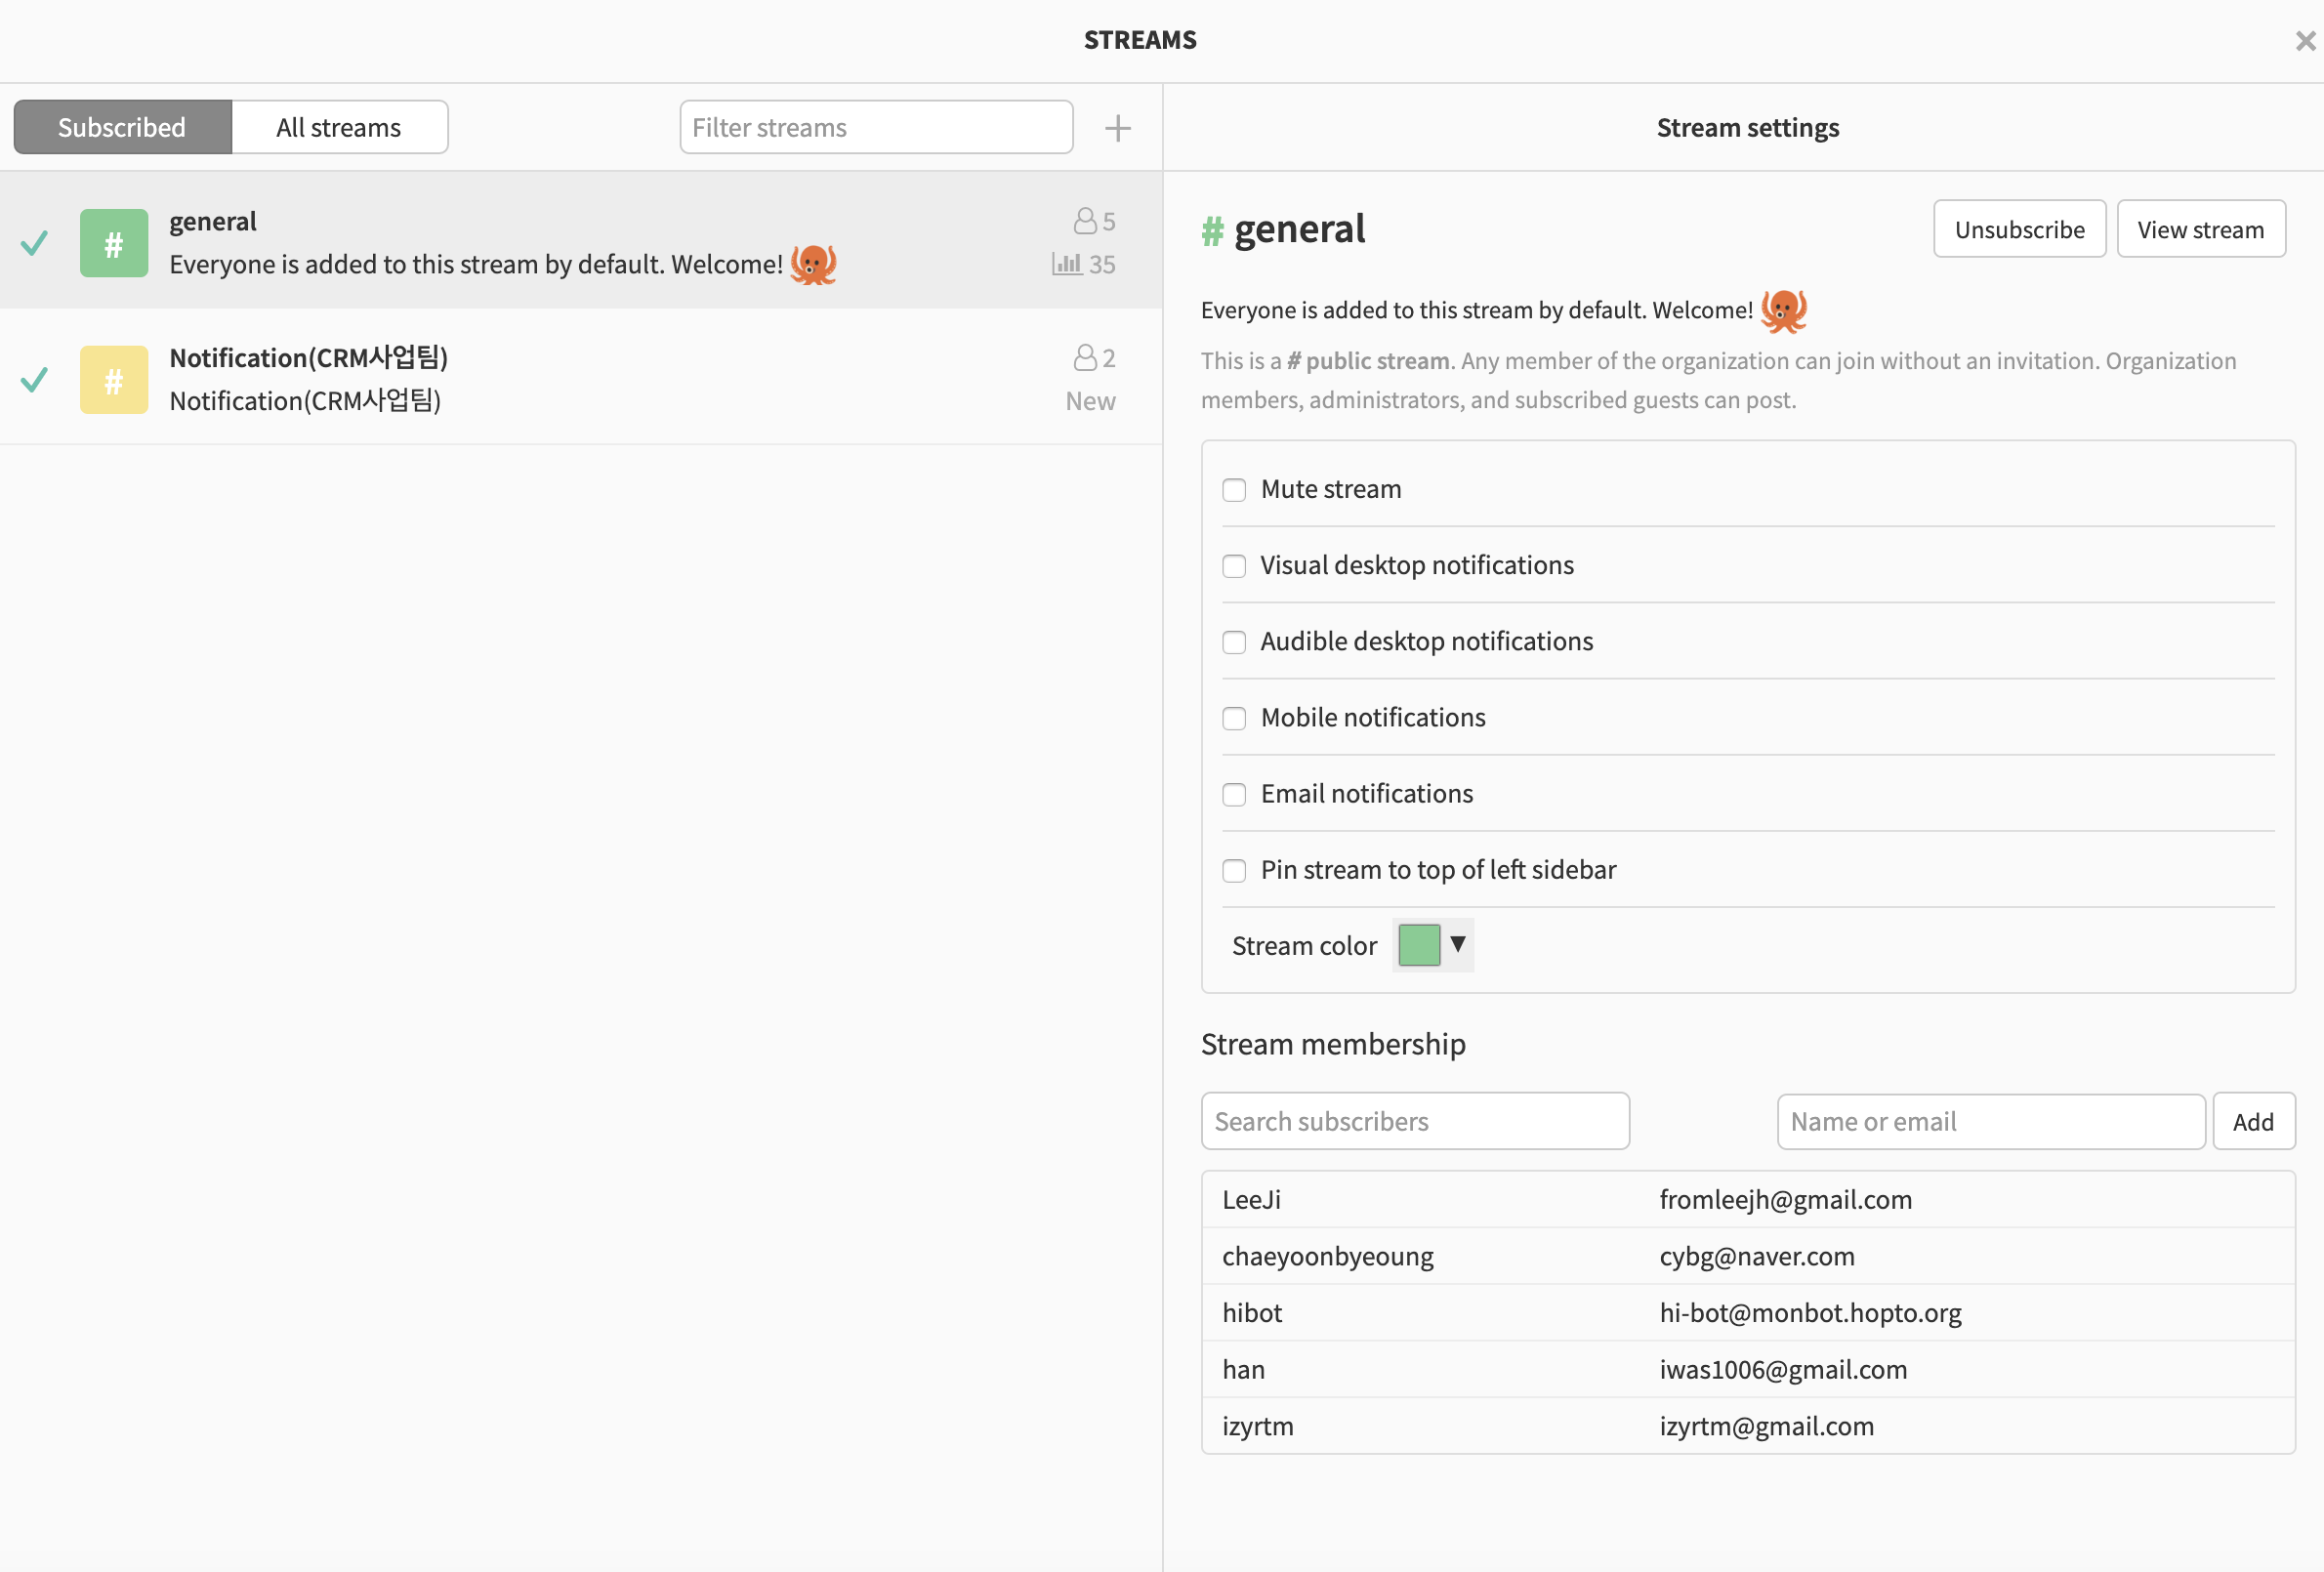 STREAMS
Subscribed
All streams
Filter streams
Stream settings
# general
Everyone is added to this stream by default. Welcome!
5
35
# Notification(CRM사업팀)
Notification(CRM사업팀)
2
New
# general
Unsubscribe
View stream
Everyone is added to this stream by default. Welcome!
This is a # public stream. Any member of the organization can join without an invitation. Organization
members, administrators, and subscribed guests can post.
Mute stream
Visual desktop notifications
Audible desktop notifications
Mobile notifications
Email notifications
Pin stream to top of left sidebar
Stream color
Stream membership
Search subscribers
Name or email
Add
LeeJi fromleejh@gmail.com
chaeyoonbyeoung cybg@naver.com
hibot hi-bot@monbot.hopto.org
han iwas1006@gmail.com
izyrtm izyrtm@gmail.com